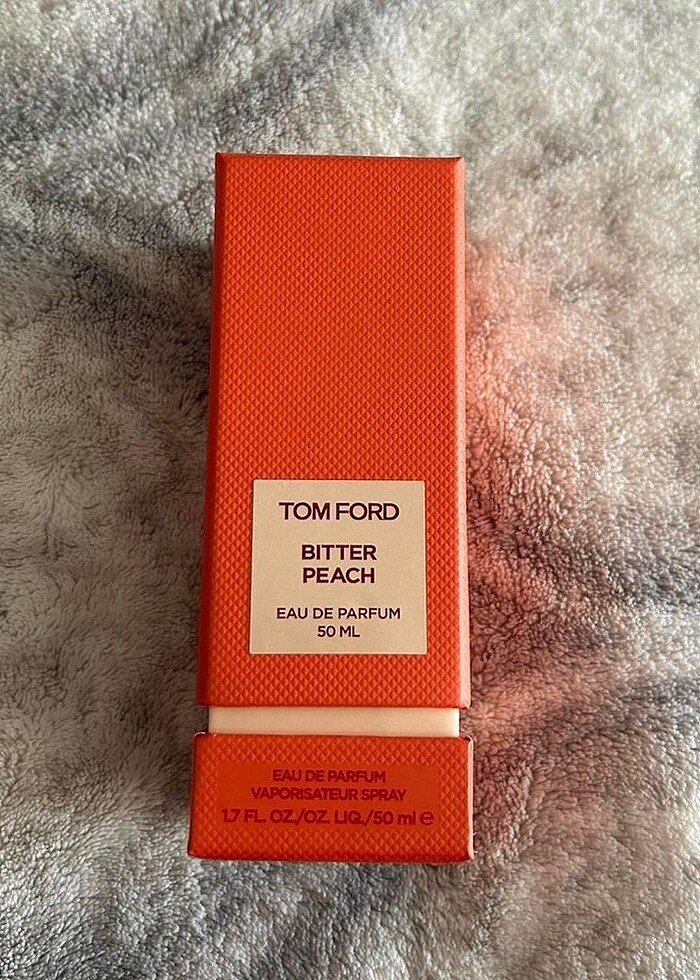 TOM FORD
BITTER
PEACH
EAU DE PARFUM
50 ML
EAU DE PARFUM
VAPORISATEUR SPRAY
1.7 FL. OZ./OZ. LIQ./50 ml e